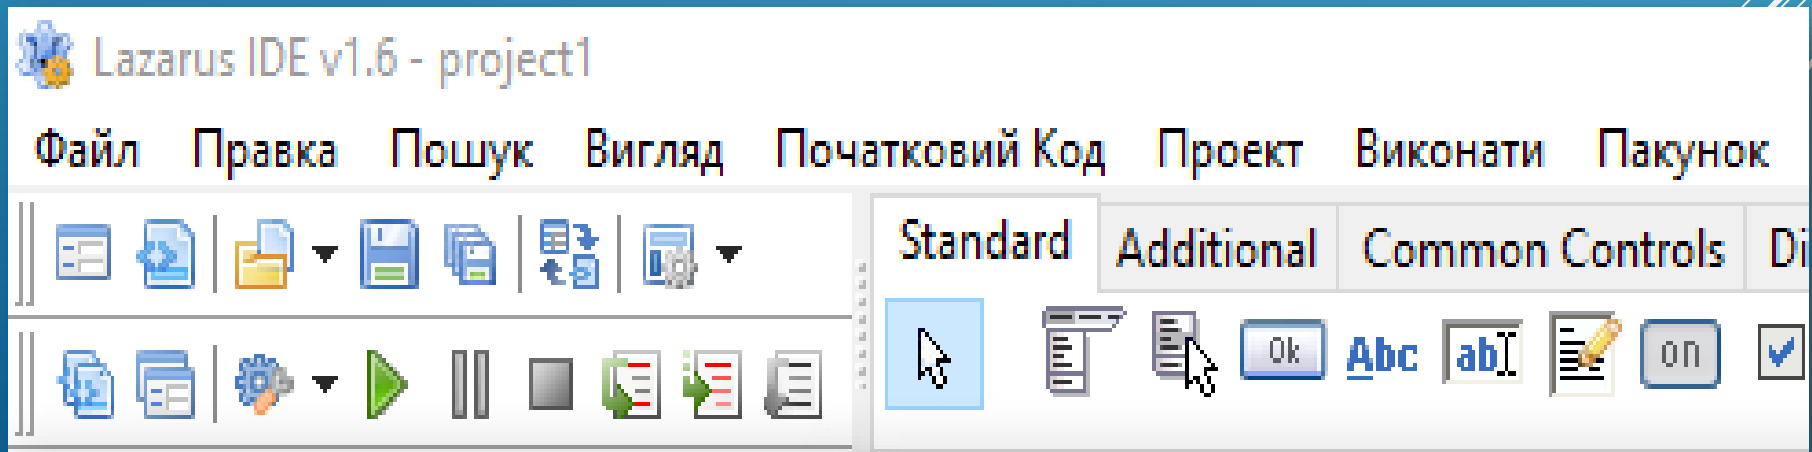 Lazarus IDE v1.6 - project1
Файл Правка Пошук Вигляд Початковий Код Проект Виконати Пакунок
Standard Additional Common Controls
Ok Abc ab on